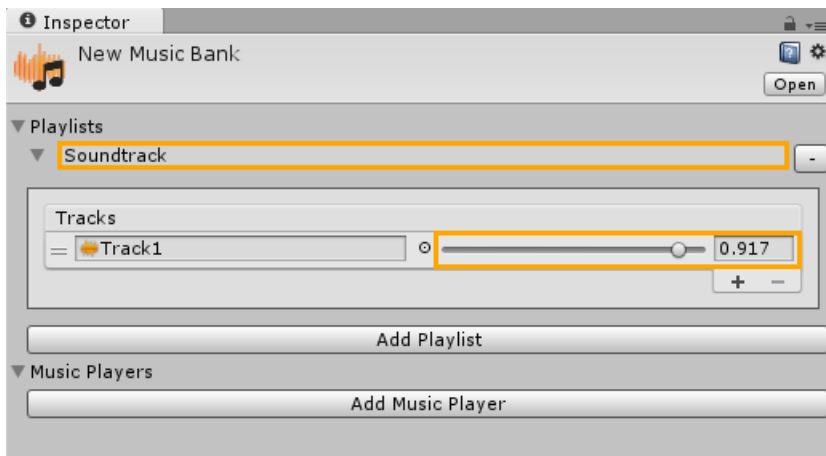 Inspector
New Music Bank
Open
Playlists
Soundtrack
-
Tracks
Track1
0.917
+ -
Add Playlist
Music Players
Add Music Player